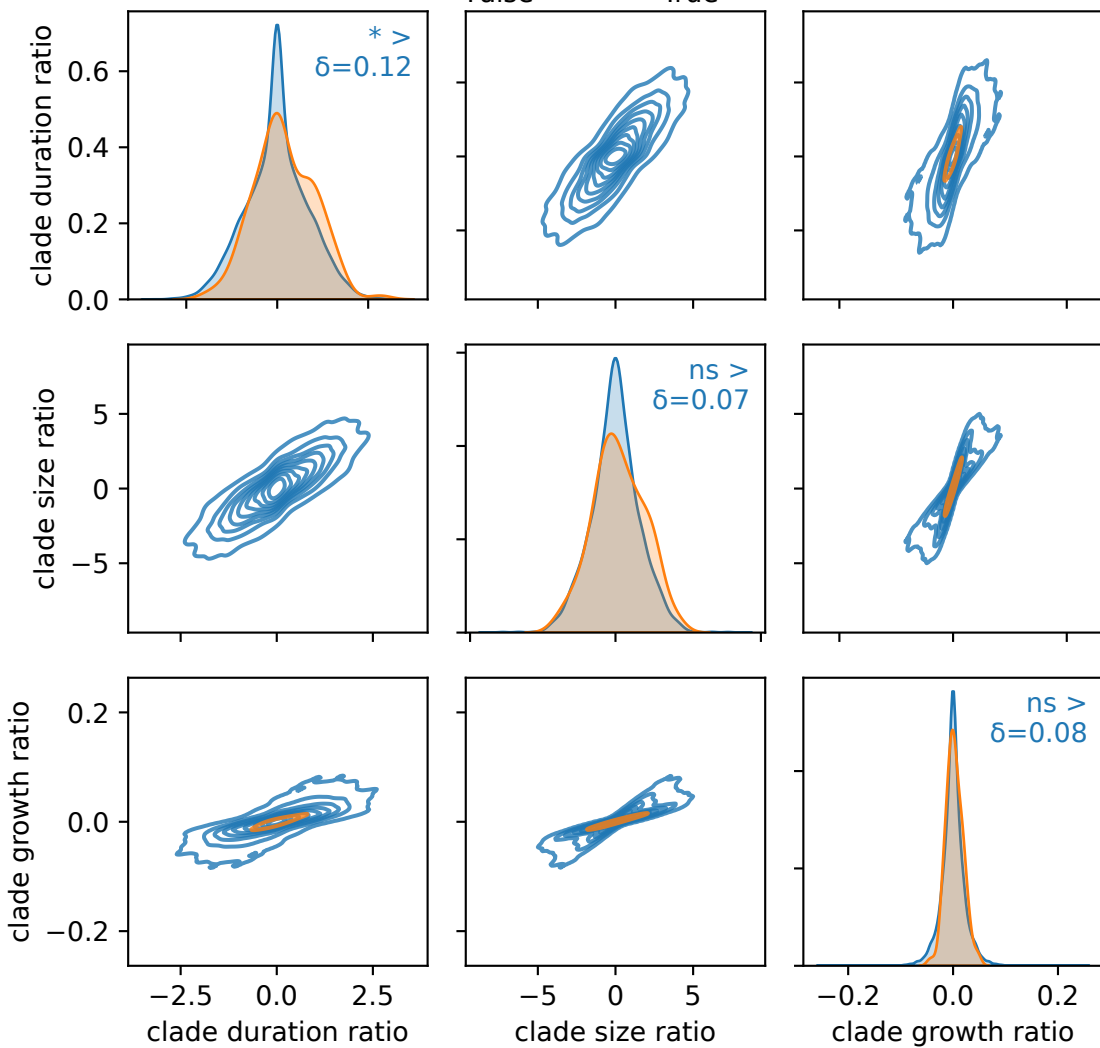 clade duration ratio
0.6
0.4
0.2
0.0
* >
δ=0.12
clade size ratio
5
0
−5
ns >
δ=0.07
clade growth ratio
0.2
0.0
−0.2
ns >
δ=0.08
−2.5 0.0 2.5
−5 0 5
−0.2 0.0 0.2
clade duration ratio
clade size ratio
clade growth ratio